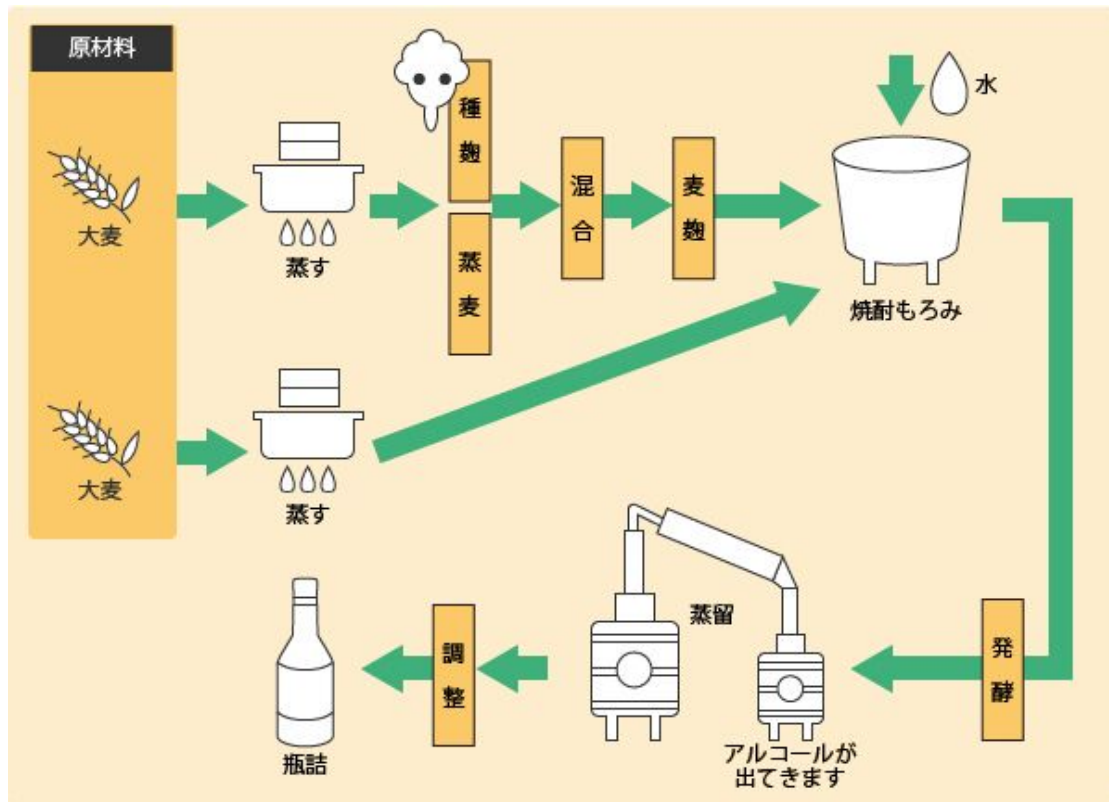 原材料
大麦
蒸す
種麹
蒸麦
混合
麦麹
水
焼酎もろみ
大麦
蒸す
発酵
蒸留
アルコールが
出てきます
調整
瓶詰